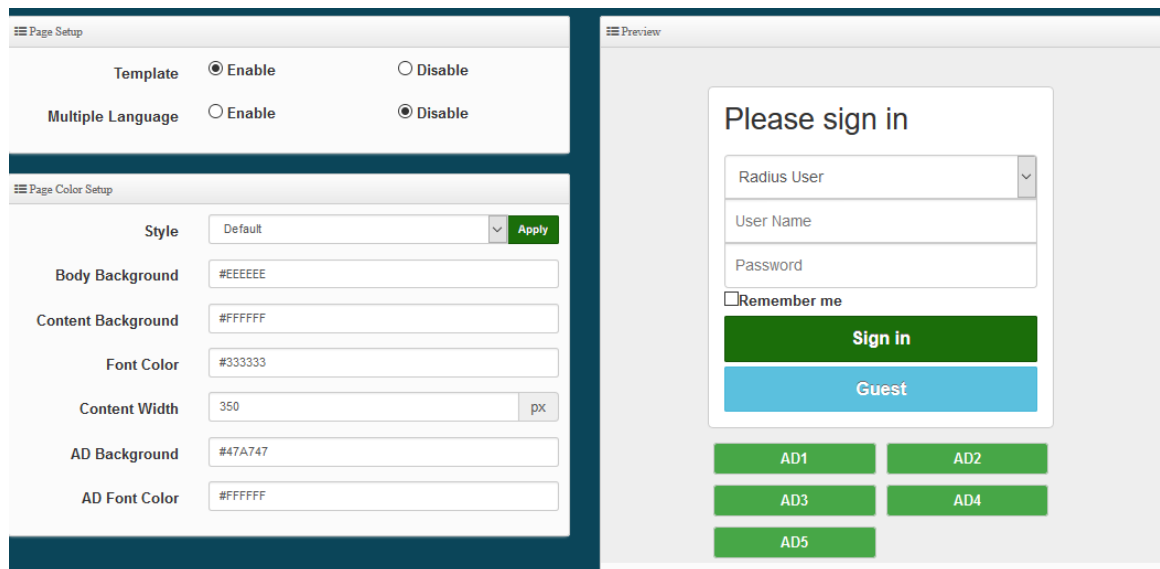 Page Setup
Template Enable Disable
Multiple Language Enable Disable
Page Color Setup
Style Default Apply
Body Background #EEEEEE
Content Background #FFFFFF
Font Color #333333
Content Width 350 px
AD Background #47A747
AD Font Color #FFFFFF
Preview
Please sign in
Radius User
User Name
Password
Remember me
Sign in
Guest
AD1 AD2
AD3 AD4
AD5